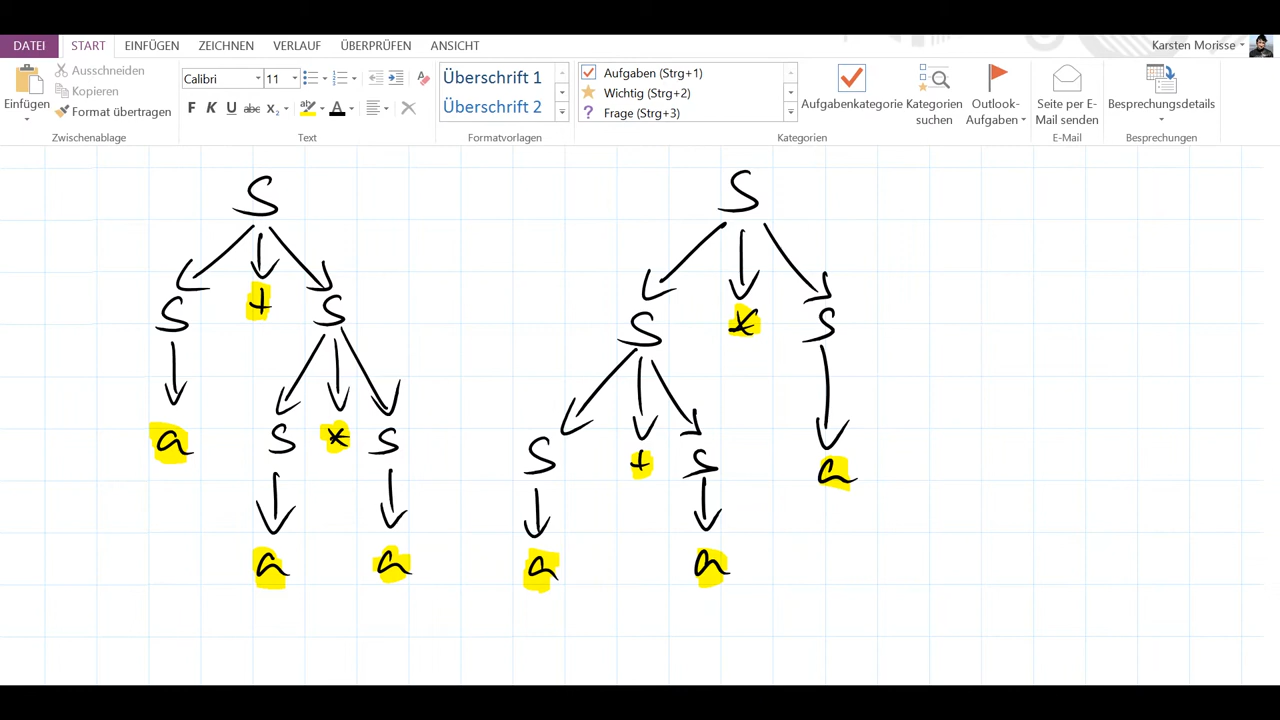 DATEI START EINFÜGEN ZEICHNEN VERLAUF ÜBERPRÜFEN ANSICHT Karsten Morisse
Einfügen
Ausschneiden
Kopieren
Format übertragen
Zwischenablage
Calibri 11
F K U abc X₂ A
Text
Überschrift 1
Überschrift 2
Formatvorlagen
Aufgaben (Strg+1)
Wichtig (Strg+2)
? Frage (Strg+3)
Aufgabenkategorie
Kategorien
suchen
Outlook-
Aufgaben
Kategorien
Seite per E-
Mail senden
E-Mail
Besprechungsdetails
Besprechungen
S
S + S
a S * S
a a
S
S * S
S + S a
a a